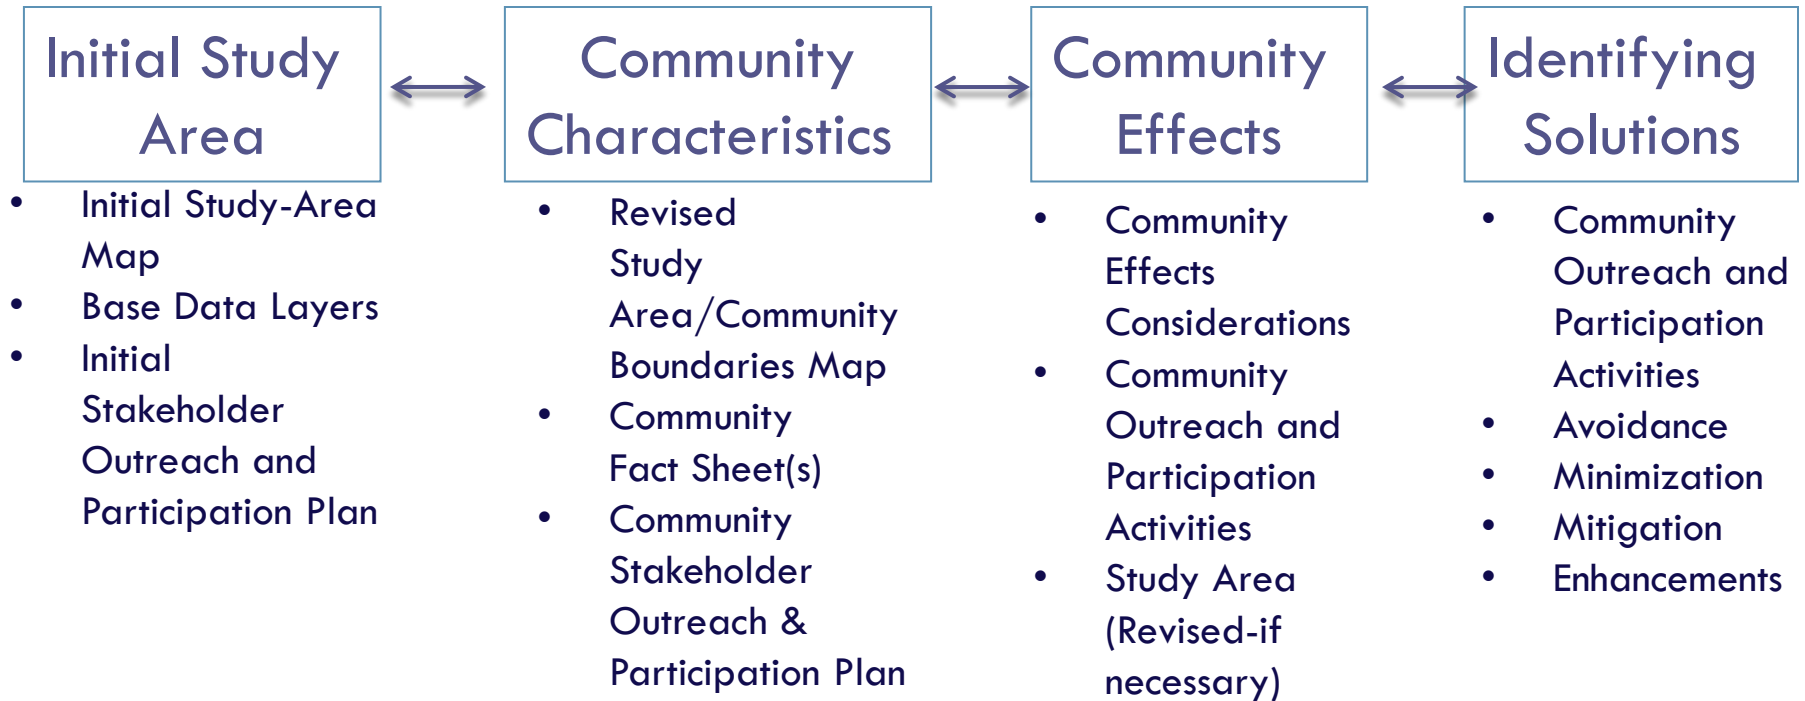 Initial Study
Area
• Initial Study-Area
Map
• Base Data Layers
• Initial
Stakeholder
Outreach and
Participation Plan
Community
Characteristics
• Revised
Study
Area/Community
Boundaries Map
• Community
Fact Sheet(s)
• Community
Stakeholder
Outreach &
Participation Plan
Community
Effects
• Community
Effects
Considerations
• Community
Outreach and
Participation
Activities
• Study Area
(Revised-if
necessary)
Identifying
Solutions
• Community
Outreach and
Participation
Activities
• Avoidance
• Minimization
• Mitigation
• Enhancements